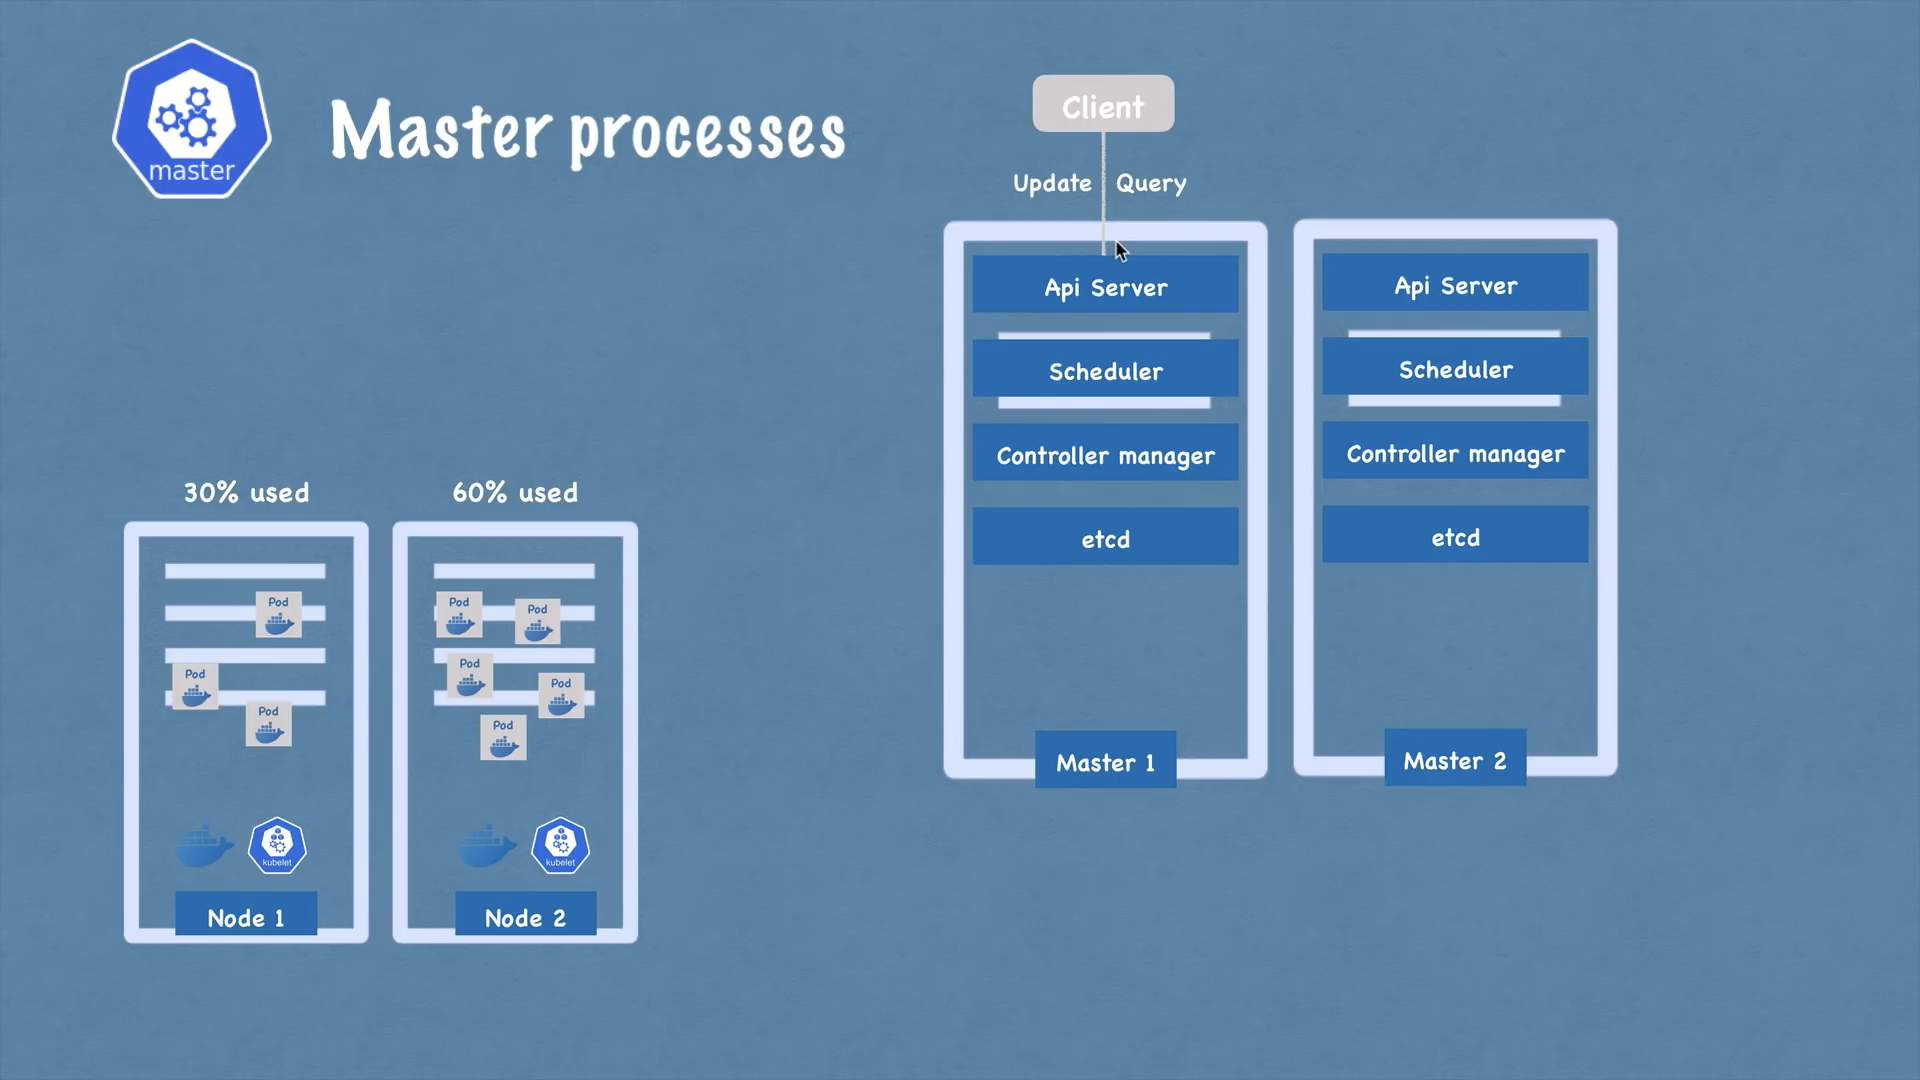 master
Master processes
Client
Update Query
Api Server
Scheduler
Controller manager
etcd
Master 1
Api Server
Scheduler
Controller manager
etcd
Master 2
30% used
Pod
Pod
Pod
kubelet
Node 1
60% used
Pod
Pod
Pod
Pod
Pod
kubelet
Node 2